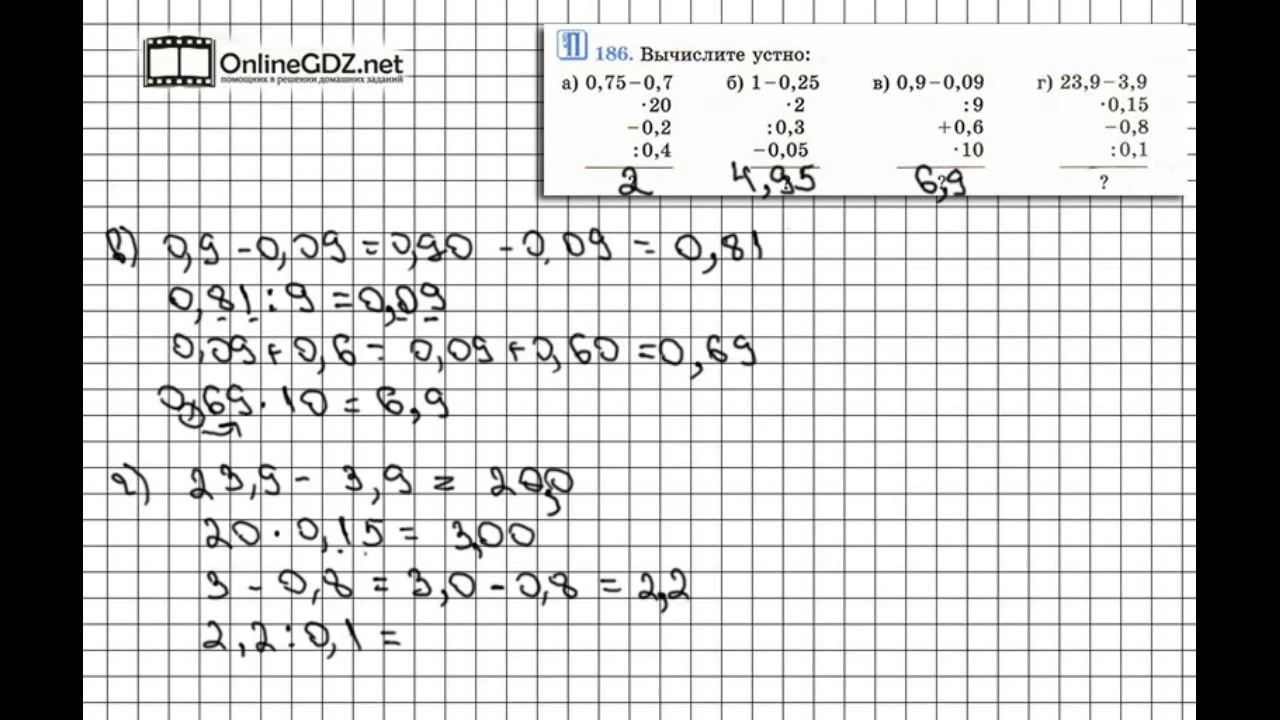 OnlineGDZ.net
помощник в решении домашних заданий
186. Вычислите устно:
а) 0,75−0,7
·20
−0,2
:0,4
2
б) 1−0,25
·2
:0,3
−0,05
4,95
в) 0,9−0,09
:9
+0,6
·10
6,9
г) 23,9−3,9
·0,15
−0,8
:0,1
?
в) 0,9 − 0,09 = 0,90 − 0,09 = 0,81
0,81 : 9 = 0,09
0,09 + 0,6 = 0,09 + 0,60 = 0,69
0,69 · 10 = 6,9
г) 23,9 − 3,9 = 20,0
20 · 0,15 = 3,00
3 − 0,8 = 3,0 − 0,8 = 2,2
2,2 : 0,1 =